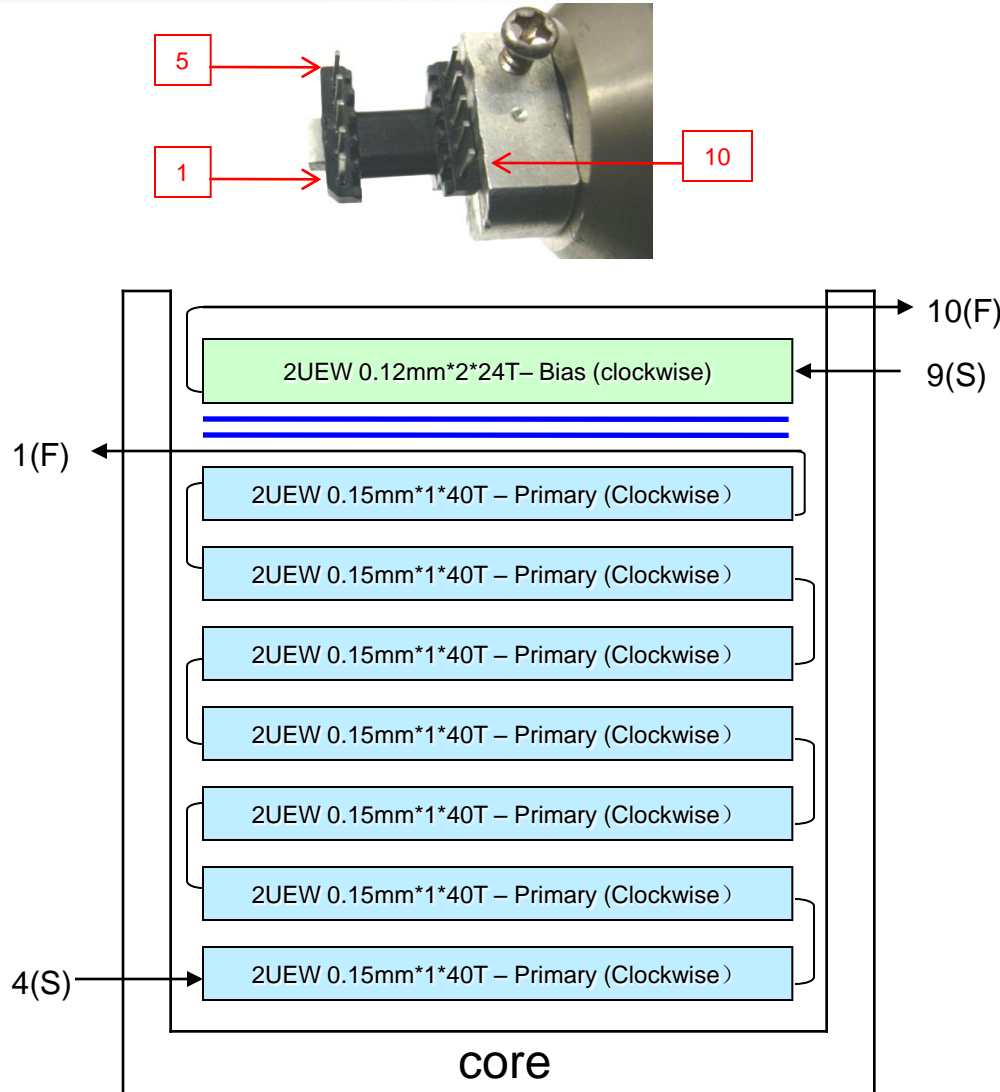 5
1
10
10(F)
2UEW 0.12mm*2*24T– Bias (clockwise)
9(S)
1(F)
2UEW 0.15mm*1*40T – Primary (Clockwise）
2UEW 0.15mm*1*40T – Primary (Clockwise）
2UEW 0.15mm*1*40T – Primary (Clockwise）
2UEW 0.15mm*1*40T – Primary (Clockwise）
2UEW 0.15mm*1*40T – Primary (Clockwise）
2UEW 0.15mm*1*40T – Primary (Clockwise）
4(S)
2UEW 0.15mm*1*40T – Primary (Clockwise）
core